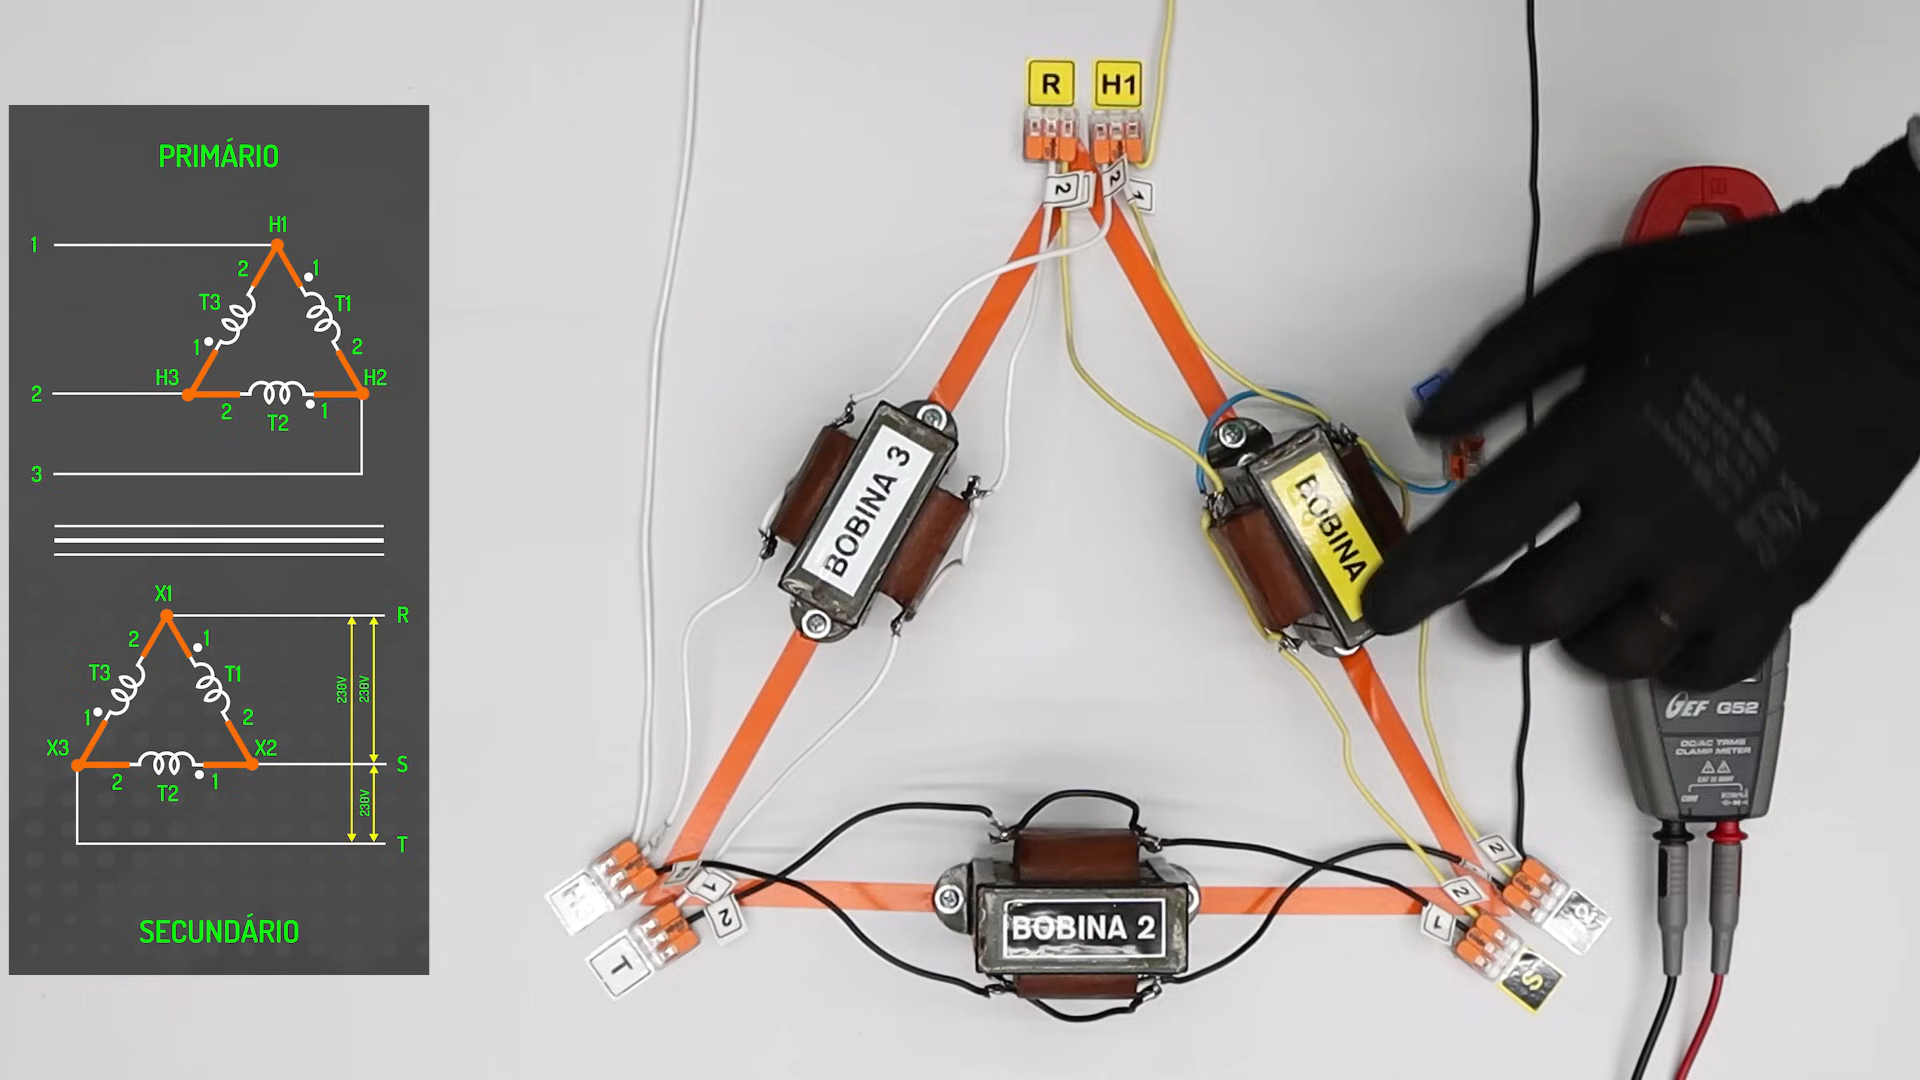 PRIMÁRIO
H1
1
2
1
T3
T1
1
2
H3
H2
2
2
1
T2
3
X1
R
2
1
T3
T1
230V
230V
1
2
X3
X2
S
2
1
T2
230V
T
SECUNDÁRIO
R
H1
2
2
1
BOBINA 3
BOBINA
GEF G52
DC/AC TRMS
CLAMP METER
2
1
2
2
1
T
BOBINA 2
S